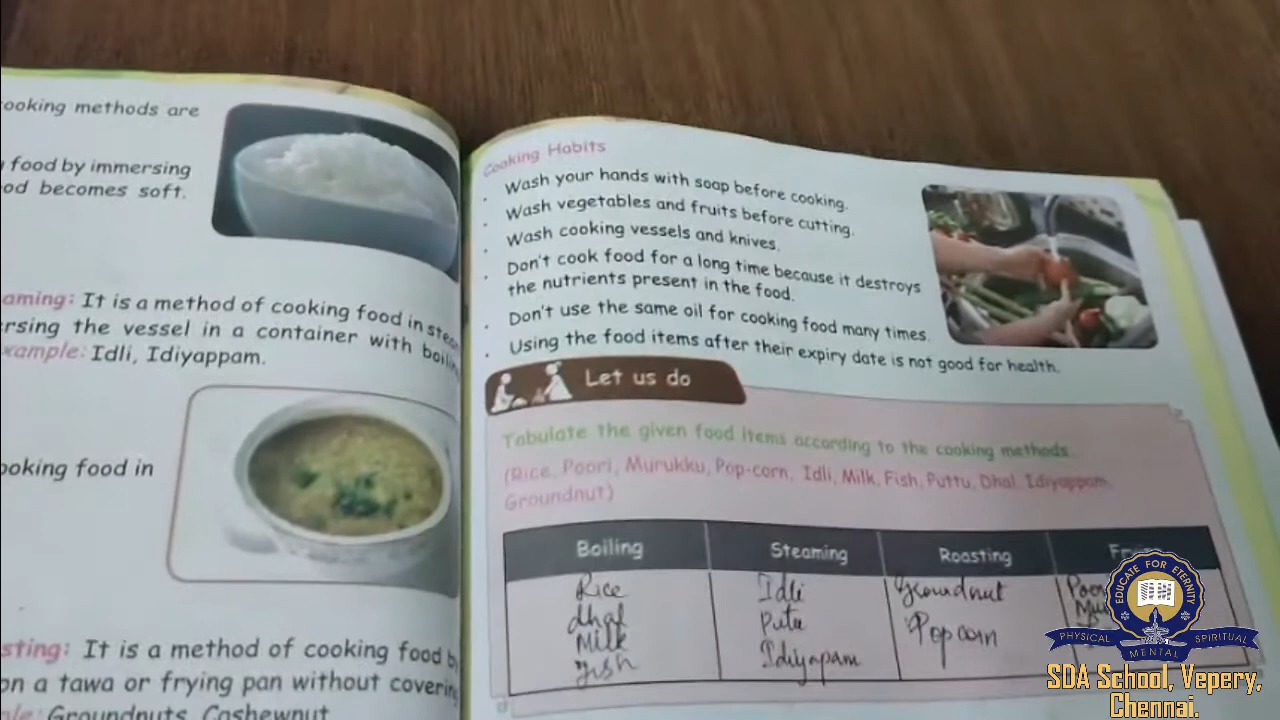 cooking methods are
food by immersing
becomes soft.
aming: It is a method of cooking food in
ersing the vessel in a container with
xample: Idli, Idiyappam.
cooking food in
sting: It is a method of cooking food
on a tawa or frying pan without
Groundnuts, Cashewnut
Cooking Habits
· Wash your hands with soap before cooking.
· Wash vegetables and fruits before cutting.
· Wash cooking vessels and knives.
· Don't cook food for a long time because it destroys
the nutrients present in the food.
· Don't use the same oil for cooking food many times.
· Using the food items after their expiry date is not good for health.
Let us do
Tabulate the given food items according to the cooking methods.
(Rice, Poori, Murukku, Pop-corn, Idli, Milk, Fish, Puttu, Dhal, Idiyappam,
Groundnut)
Boiling Steaming Roasting
Rice Idli Groundnut
dhal Putu Popcorn
Milk Idiyapam
Fish
EDUCATE FOR ETERNITY
PHYSICAL MENTAL SPIRITUAL
SDA School, Vepery,
Chennai.